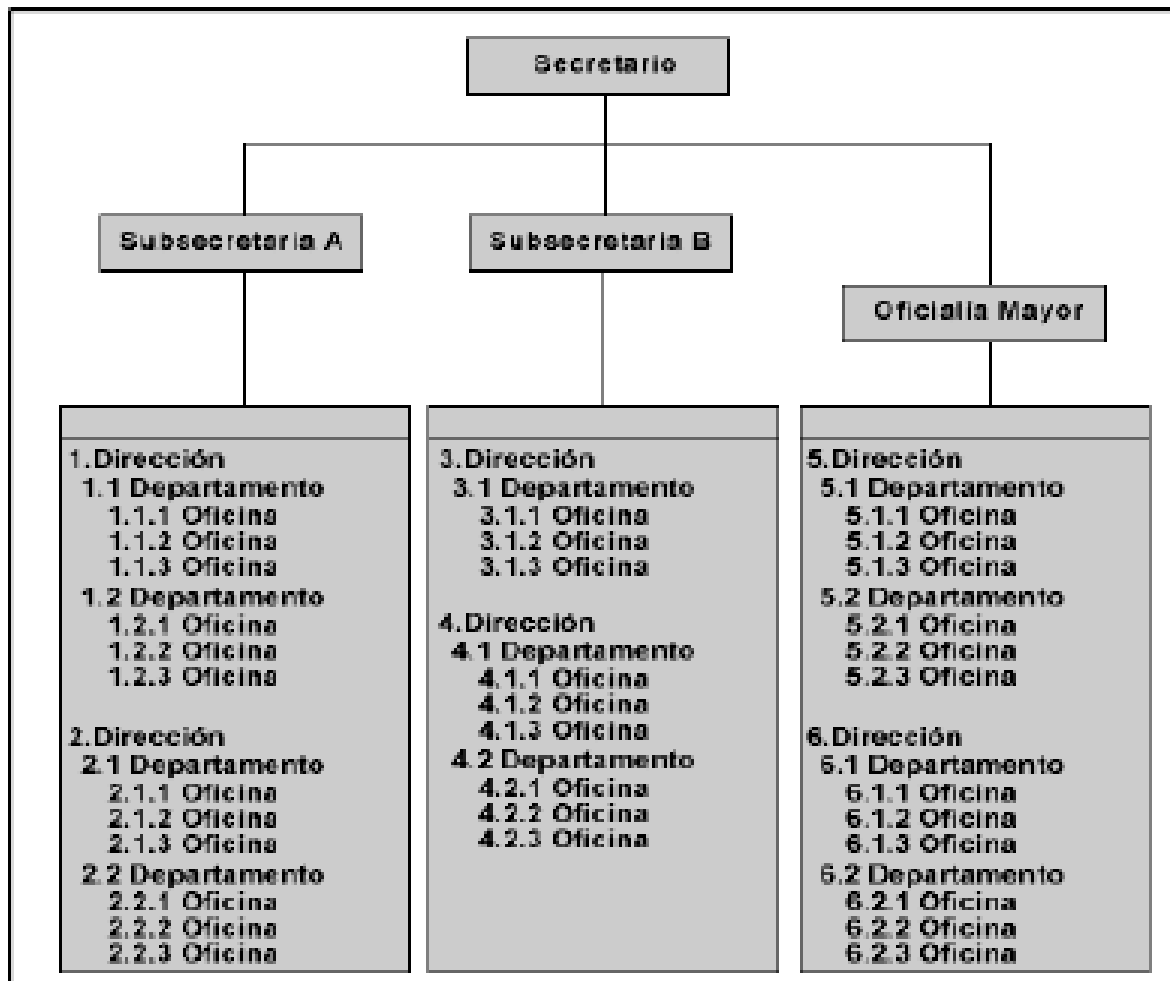 Secretario
Subsecretaria A
Subsecretaria B
Oficialia Mayor
1.Dirección
1.1 Departamento
1.1.1 Oficina
1.1.2 Oficina
1.1.3 Oficina
1.2 Departamento
1.2.1 Oficina
1.2.2 Oficina
1.2.3 Oficina
2.Dirección
2.1 Departamento
2.1.1 Oficina
2.1.2 Oficina
2.1.3 Oficina
2.2 Departamento
2.2.1 Oficina
2.2.2 Oficina
2.2.3 Oficina
3.Dirección
3.1 Departamento
3.1.1 Oficina
3.1.2 Oficina
3.1.3 Oficina
4.Dirección
4.1 Departamento
4.1.1 Oficina
4.1.2 Oficina
4.1.3 Oficina
4.2 Departamento
4.2.1 Oficina
4.2.2 Oficina
4.2.3 Oficina
5.Dirección
5.1 Departamento
5.1.1 Oficina
5.1.2 Oficina
5.1.3 Oficina
5.2 Departamento
5.2.1 Oficina
5.2.2 Oficina
5.2.3 Oficina
6.Dirección
6.1 Departamento
6.1.1 Oficina
6.1.2 Oficina
6.1.3 Oficina
6.2 Departamento
6.2.1 Oficina
6.2.2 Oficina
6.2.3 Oficina